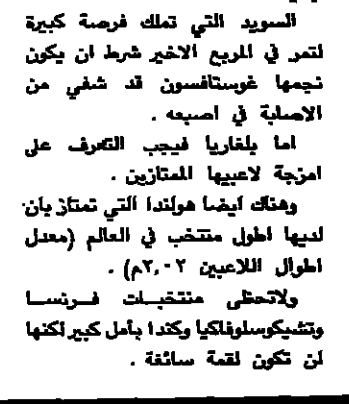 السويد التي تملك فرصة كبيرة
لتمر في المربع الاخير شرط ان يكون
نجمها غوستافسون قد شفي من
الاصابة في اصبعه .
اما بلغاريا فيجب التعرف على
امزجة لاعبيها الممتازين .
وهناك ايضا هولندا التي تمتاز بان
لديها اطول منتخب في العالم (معدل
اطوال اللاعبين ٢,٠٢م) .
ولاتحظى منتخبات فرنسا
وتشيكوسلوفاكيا وكندا بأمل كبير لكنها
لن تكون لقمة سائغة .